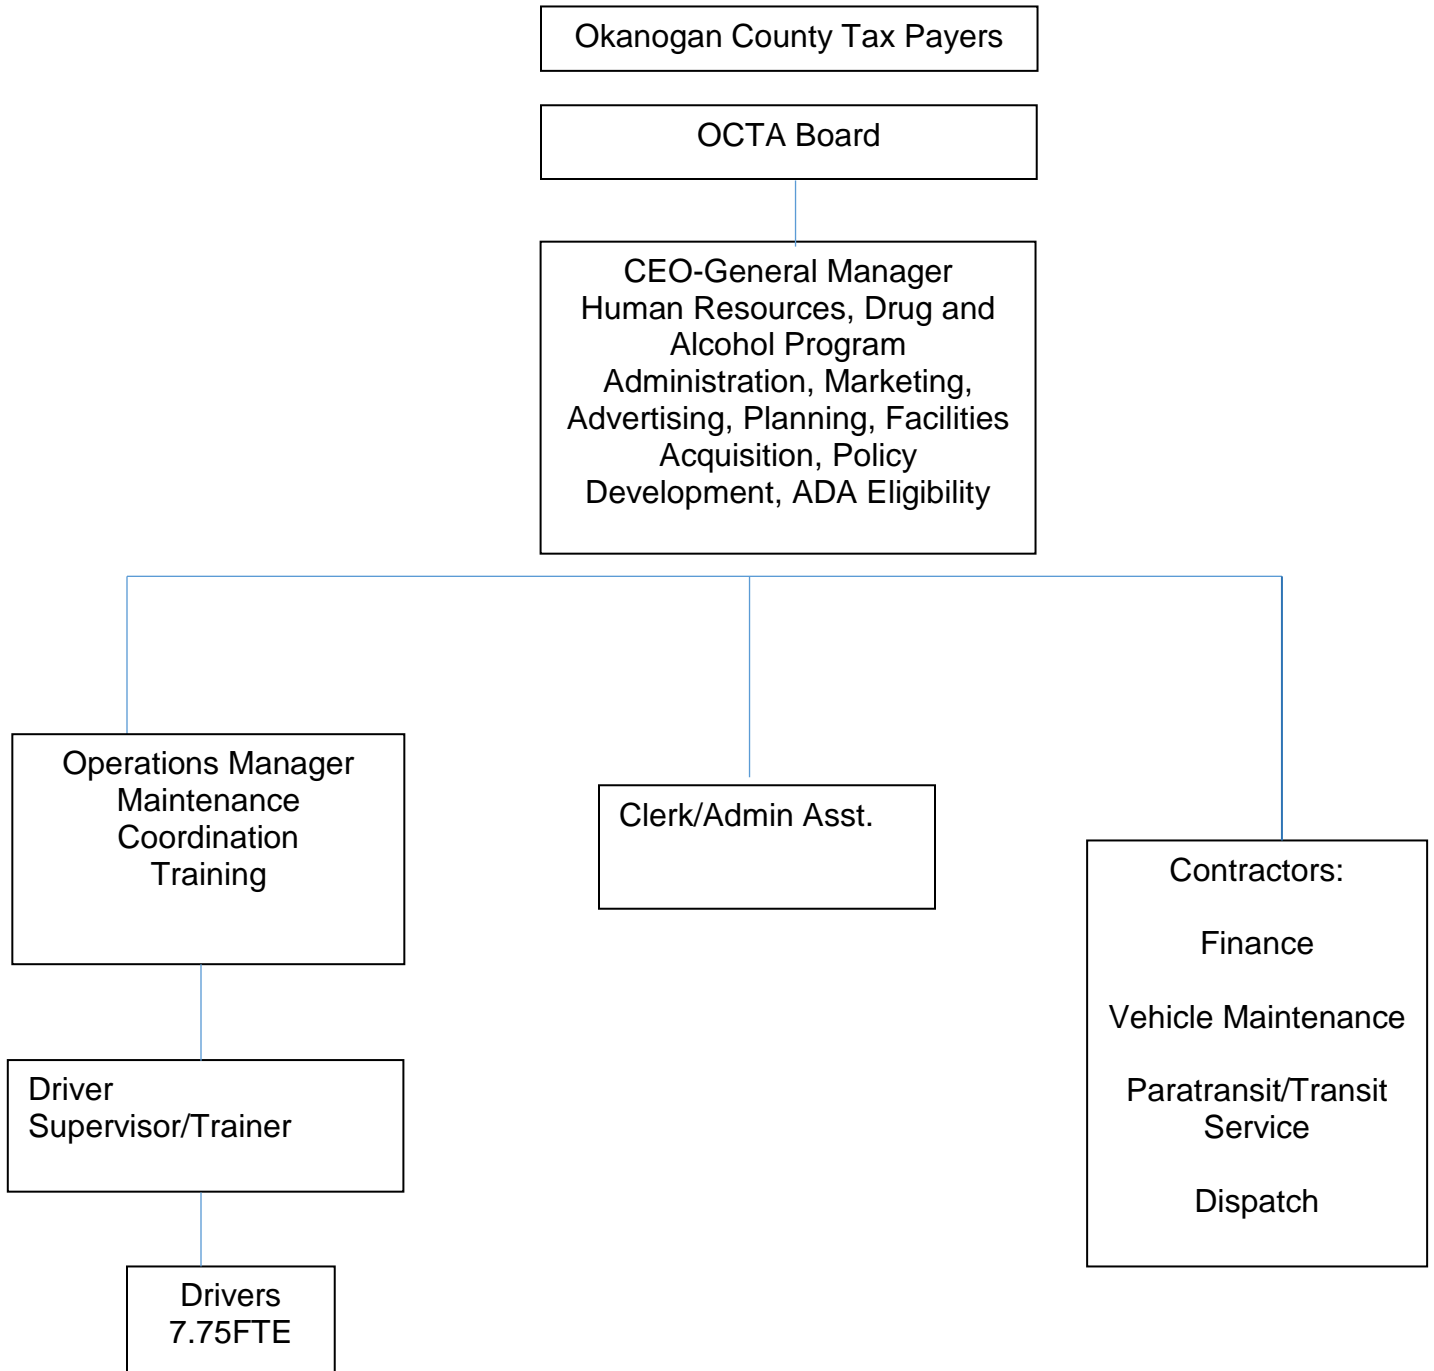 Okanogan County Tax Payers
OCTA Board
CEO-General Manager
Human Resources, Drug and
Alcohol Program
Administration, Marketing,
Advertising, Planning, Facilities
Acquisition, Policy
Development, ADA Eligibility
Operations Manager
Maintenance
Coordination
Training
Clerk/Admin Asst.
Contractors:
Finance
Vehicle Maintenance
Paratransit/Transit
Service
Dispatch
Driver
Supervisor/Trainer
Drivers
7.75FTE